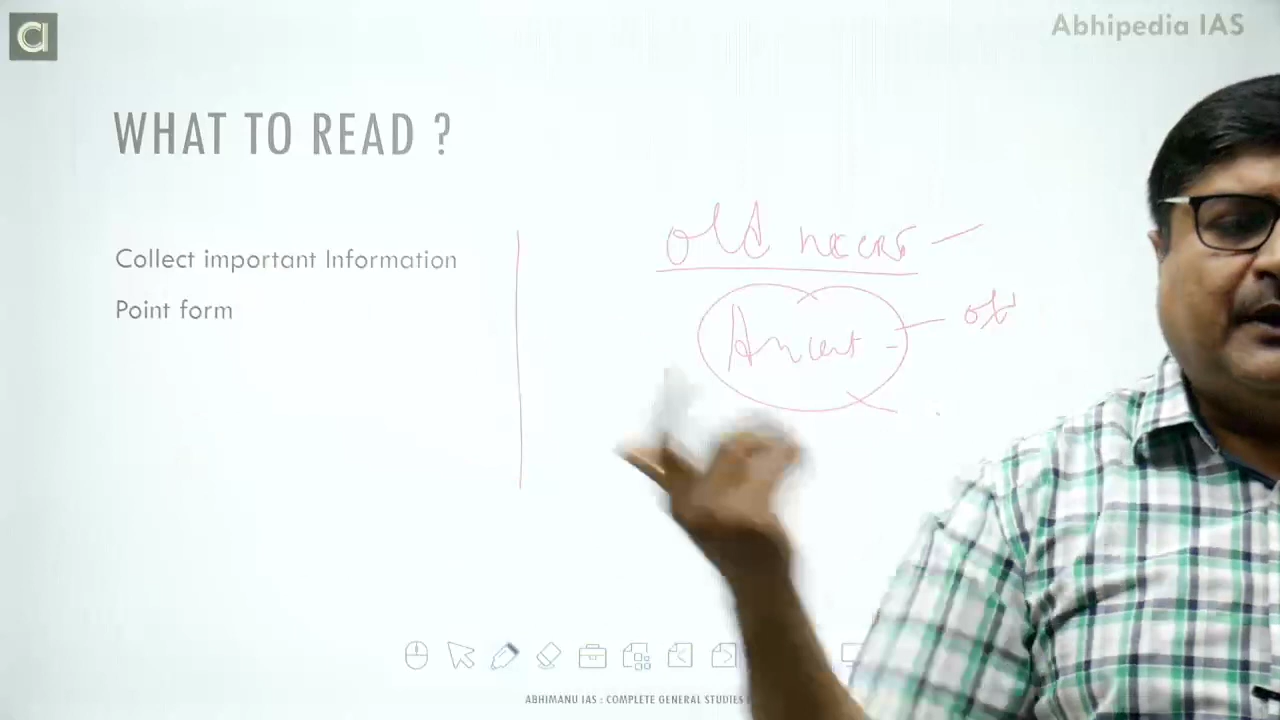 Abhipedia IAS
WHAT TO READ ?
Collect important Information
Point form
old NCERT
Ancient
ABHIMANU IAS : COMPLETE GENERAL STUDIES